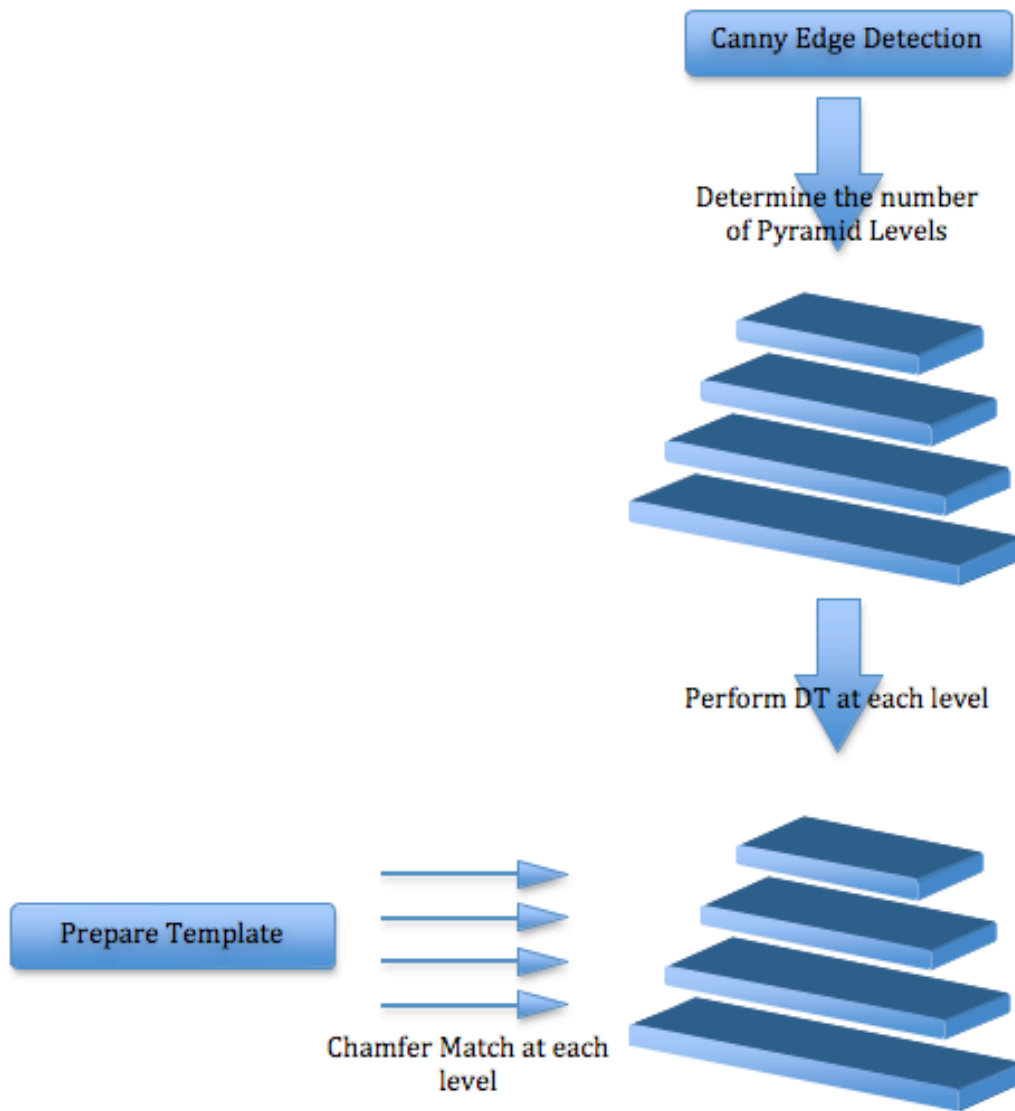 Canny Edge Detection
Determine the number
of Pyramid Levels
Perform DT at each level
Prepare Template
Chamfer Match at each
level